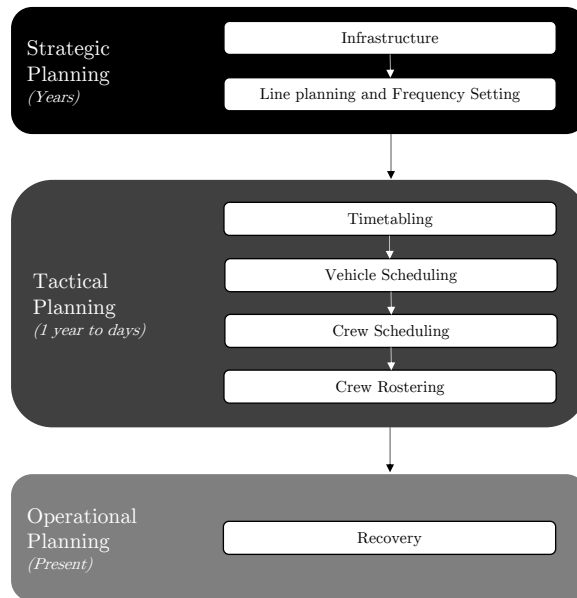 Strategic
Planning
(Years)
Infrastructure
Line planning and Frequency Setting
Tactical
Planning
(1 year to days)
Timetabling
Vehicle Scheduling
Crew Scheduling
Crew Rostering
Operational
Planning
(Present)
Recovery